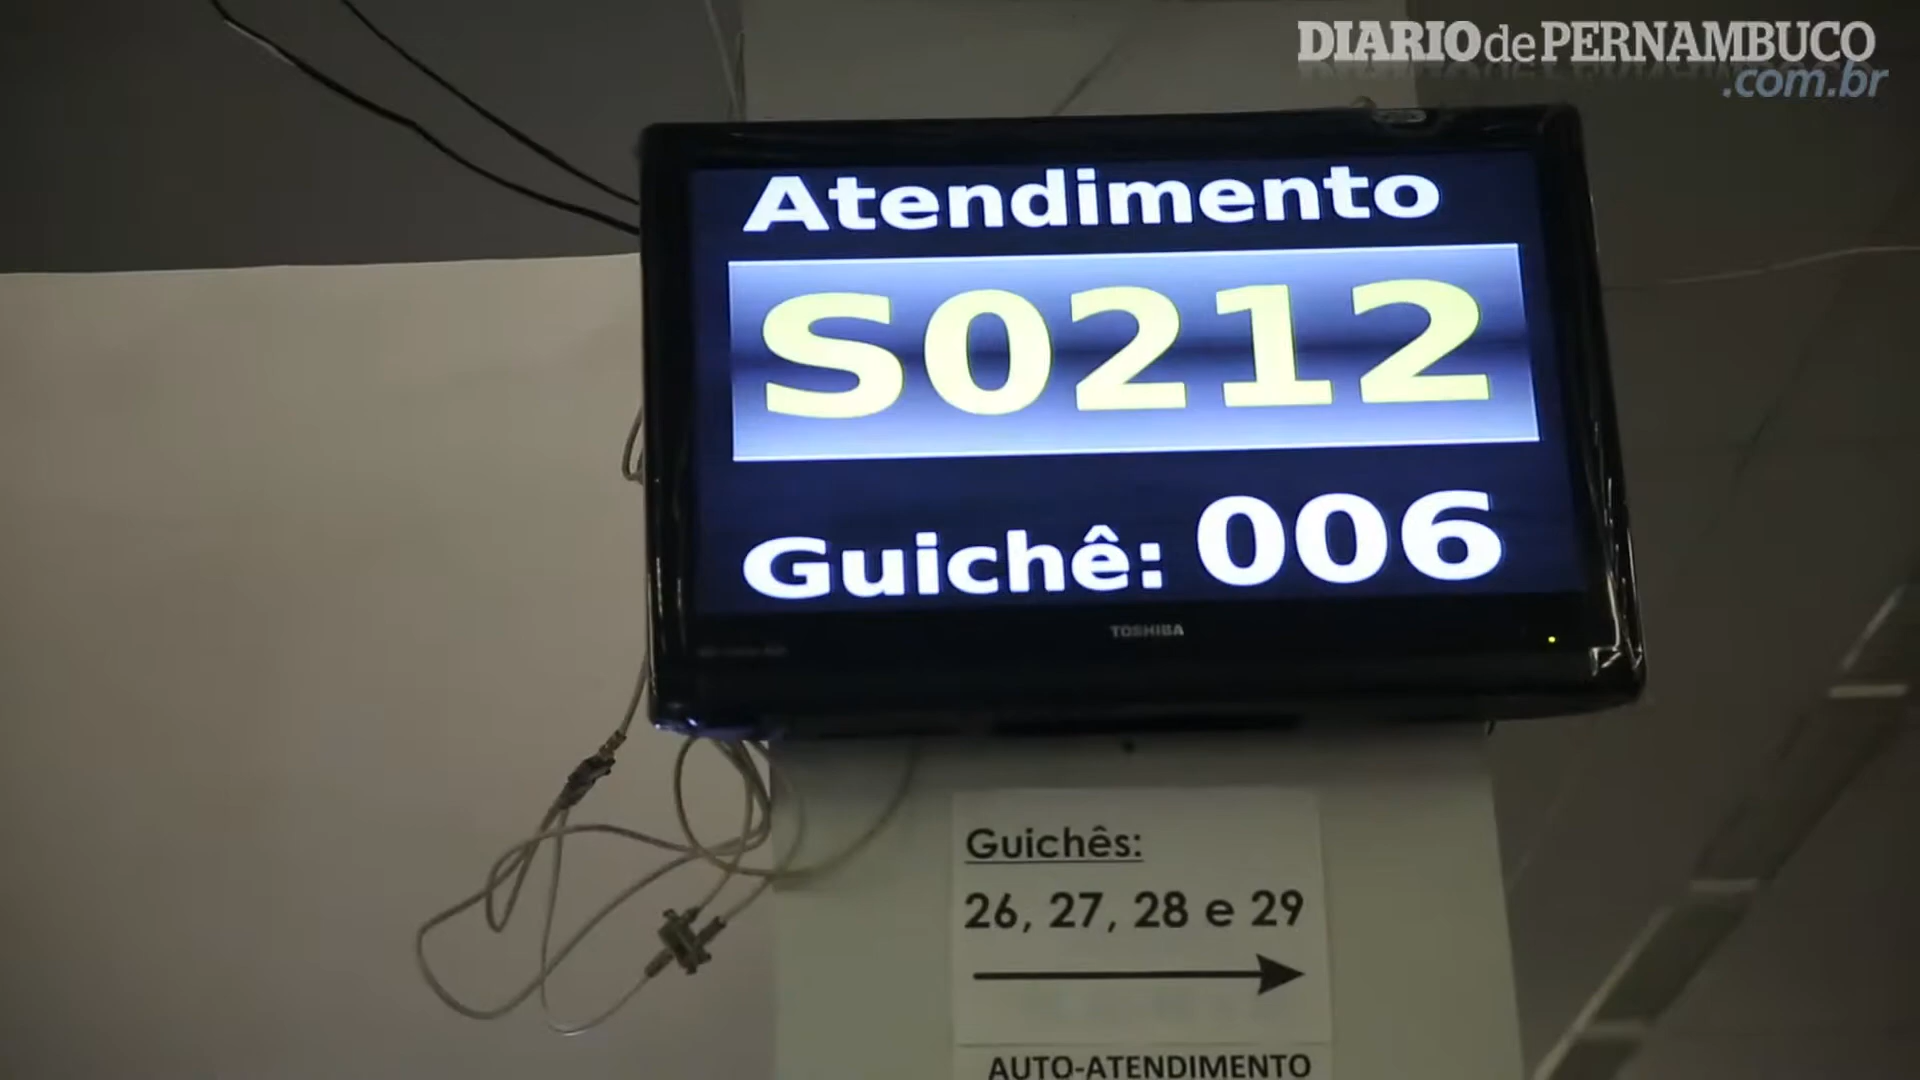 DIARIO de PERNAMBUCO
.com.br
Atendimento
S0212
Guichê: 006
TOSHIBA
Guichês:
26, 27, 28 e 29
AUTO-ATENDIMENTO